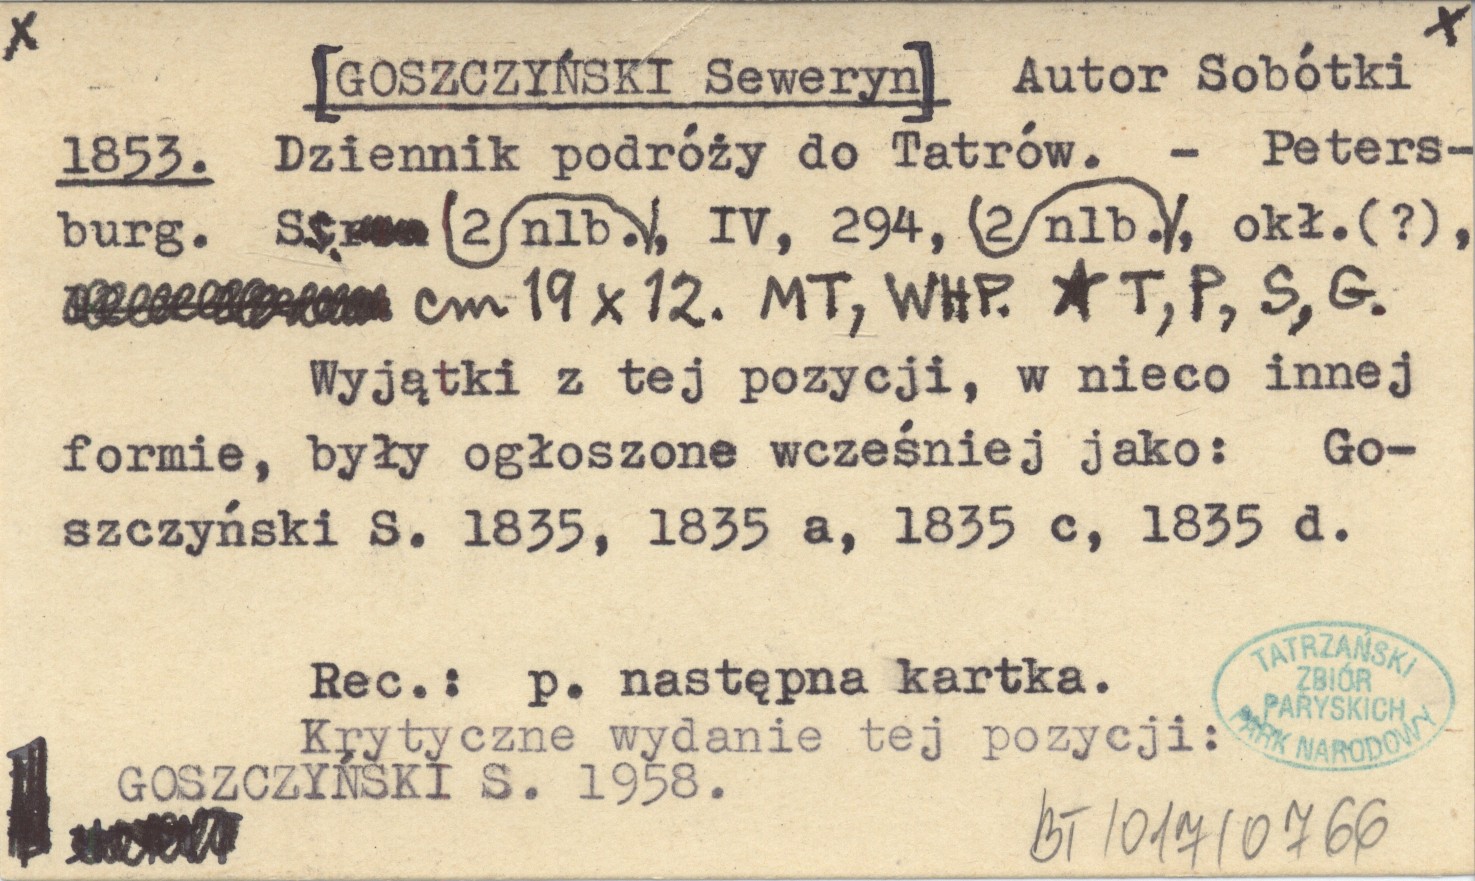 x x
[GOSZCZYŃSKI Seweryn] Autor Sobótki
1853. Dziennik podróży do Tatrów. - Peters-
burg. S. (2 nlb.), IV, 294, (2 nlb.), okł.(?),
cm 19 x 12. MT, WHP. ★ T, P, S, G.
Wyjątki z tej pozycji, w nieco innej
formie, były ogłoszone wcześniej jako: Go-
szczyński S. 1835, 1835 a, 1835 c, 1835 d.
Rec.: p. następna kartka.
Krytyczne wydanie tej pozycji:
GOSZCZYŃSKI S. 1958.
TATRZAŃSKI
ZBIÓR
PARYSKICH
PARK NARODOWY
BT/017/0766